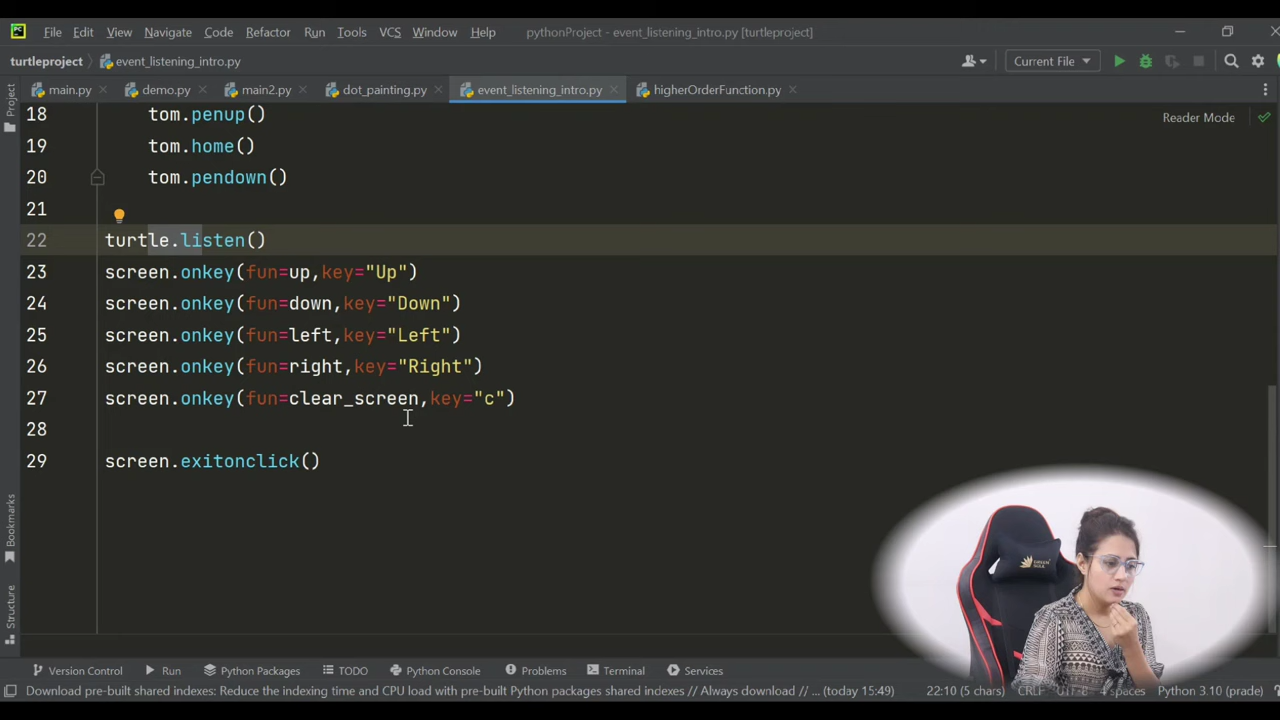 PC
File Edit View Navigate Code Refactor Run Tools VCS Window Help pythonProject - event_listening_intro.py [turtleproject]
turtleproject event_listening_intro.py Current File
main.py demo.py main2.py dot_painting.py event_listening_intro.py higherOrderFunction.py
Project
Reader Mode
18 tom.penup()
19 tom.home()
20 tom.pendown()
21
22 turtle.listen()
23 screen.onkey(fun=up,key="Up")
24 screen.onkey(fun=down,key="Down")
25 screen.onkey(fun=left,key="Left")
26 screen.onkey(fun=right,key="Right")
27 screen.onkey(fun=clear_screen,key="c")
28
29 screen.exitonclick()
Bookmarks
Structure
GREEN SOUL
Version Control Run Python Packages TODO Python Console Problems Terminal Services
Download pre-built shared indexes: Reduce the indexing time and CPU load with pre-built Python packages shared indexes // Always download // ... (today 15:49) 22:10 (5 chars) CRLF UTF-8 4 spaces Python 3.10 (prade)